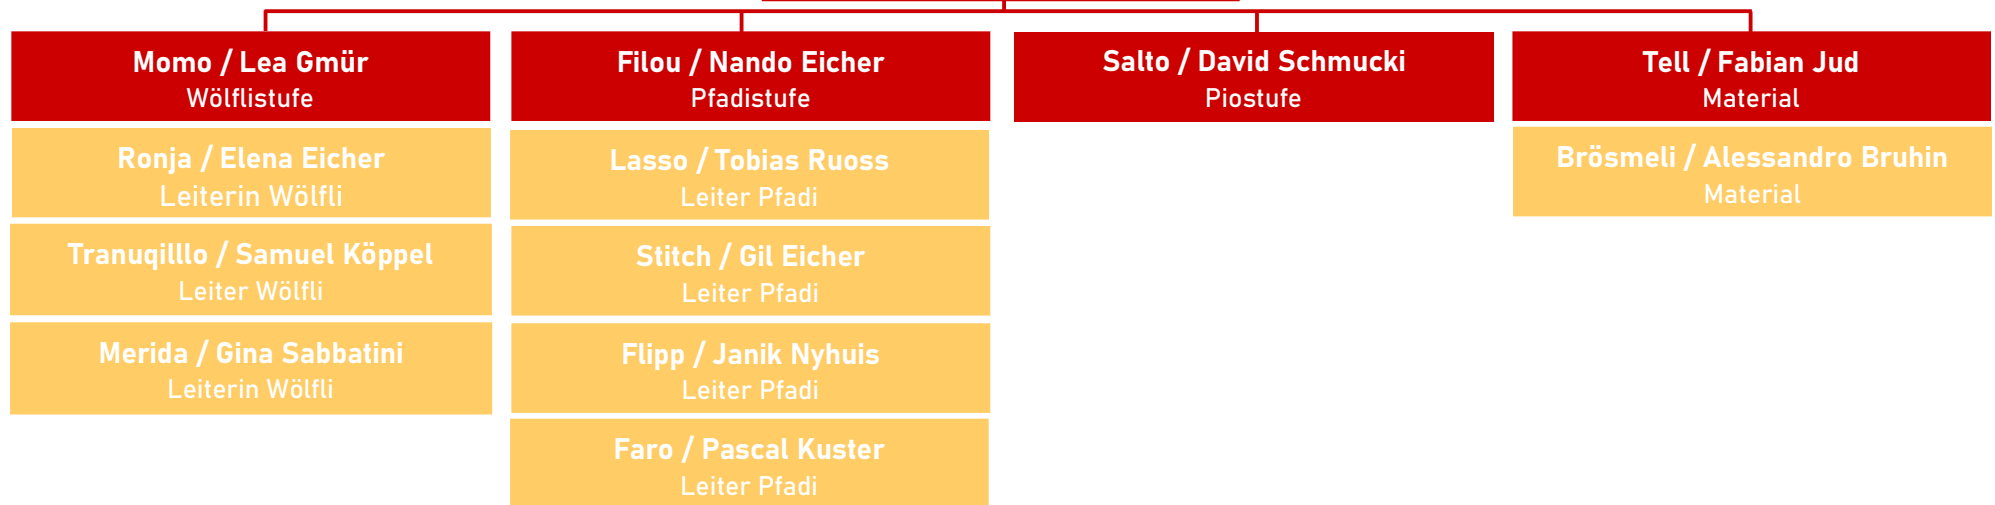 Momo / Lea Gmür
Wölflistufe
Ronja / Elena Eicher
Leiterin Wölfli
Tranuqilllo / Samuel Köppel
Leiter Wölfli
Merida / Gina Sabbatini
Leiterin Wölfli
Filou / Nando Eicher
Pfadistufe
Lasso / Tobias Ruoss
Leiter Pfadi
Stitch / Gil Eicher
Leiter Pfadi
Flipp / Janik Nyhuis
Leiter Pfadi
Faro / Pascal Kuster
Leiter Pfadi
Salto / David Schmucki
Piostufe
Tell / Fabian Jud
Material
Brösmeli / Alessandro Bruhin
Material